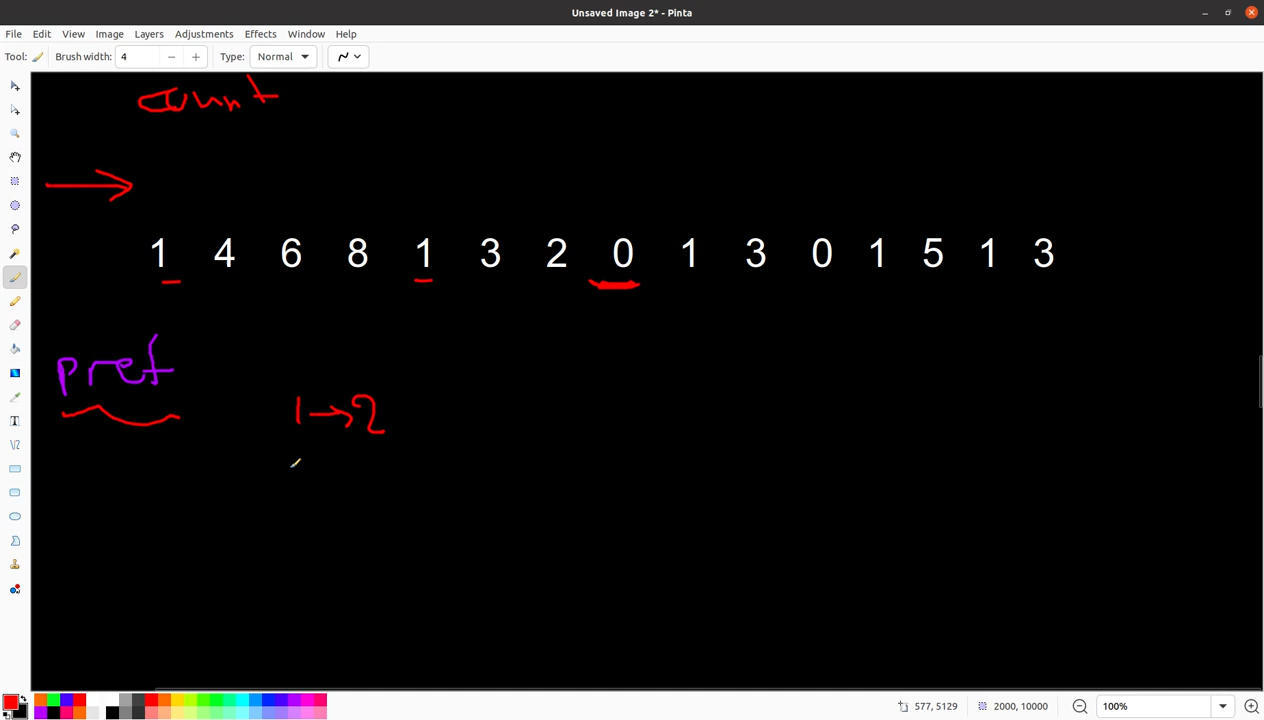 Unsaved Image 2* - Pinta
File Edit View Image Layers Adjustments Effects Window Help
Tool: Brush width: 4 − + Type: Normal
count
1 4 6 8 1 3 2 0 1 3 0 1 5 1 3
pref
1→2
577, 5129 2000, 10000 100%